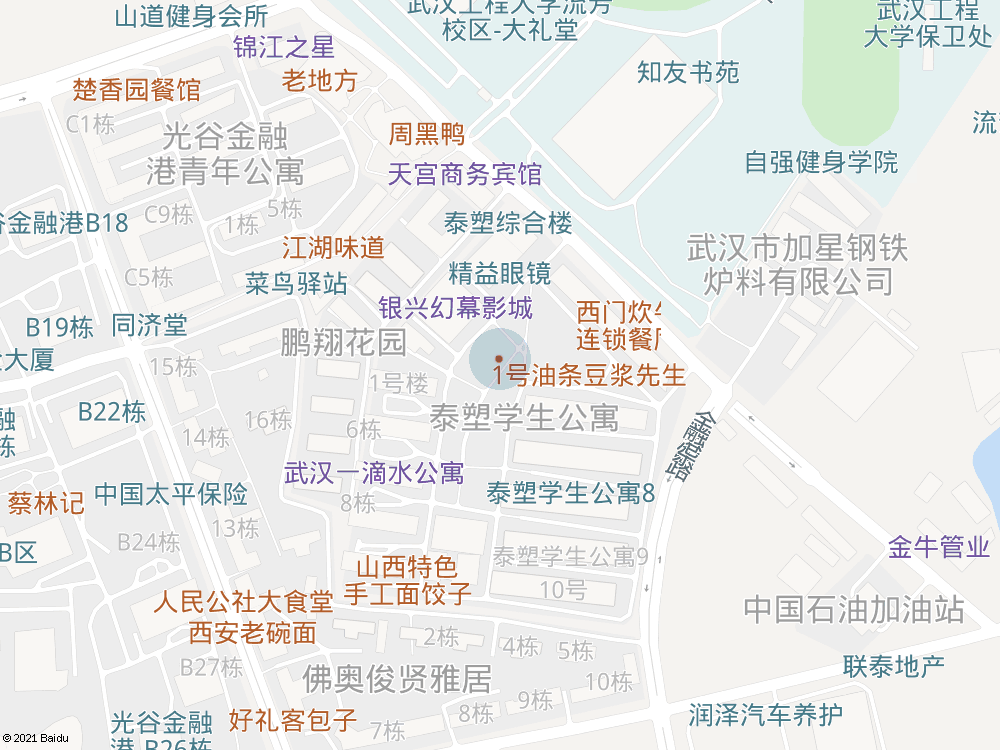 武汉工程大学流芳
校区-大礼堂
武汉工程
大学保卫处
山道健身会所
锦江之星
老地方
楚香园餐馆
知友书苑
C1栋
光谷金融
港青年公寓
周黑鸭
天宫商务宾馆
自强健身学院
流
C9栋
5栋
1栋
谷金融港B18
泰塑综合楼
江湖味道
武汉市加星钢铁
炉料有限公司
C5栋
菜鸟驿站
精益眼镜
银兴幻幕影城
西门炊
连锁餐
B19栋
同济堂
鹏翔花园
大厦
15栋
1号油条豆浆先生
1号楼
B22栋
16栋
泰塑学生公寓
金融港路
融
栋
14栋
6栋
武汉一滴水公寓
蔡林记
中国太平保险
8栋
泰塑学生公寓8
13栋
B24栋
B区
泰塑学生公寓9
金牛管业
山西特色
手工面饺子
10号
人民公社大食堂
西安老碗面
中国石油加油站
2栋
4栋
5栋
B27栋
佛奥俊贤雅居
联泰地产
10栋
9栋
8栋
7栋
好礼客包子
光谷金融
港-B26栋
润泽汽车养护
© 2021 Baidu